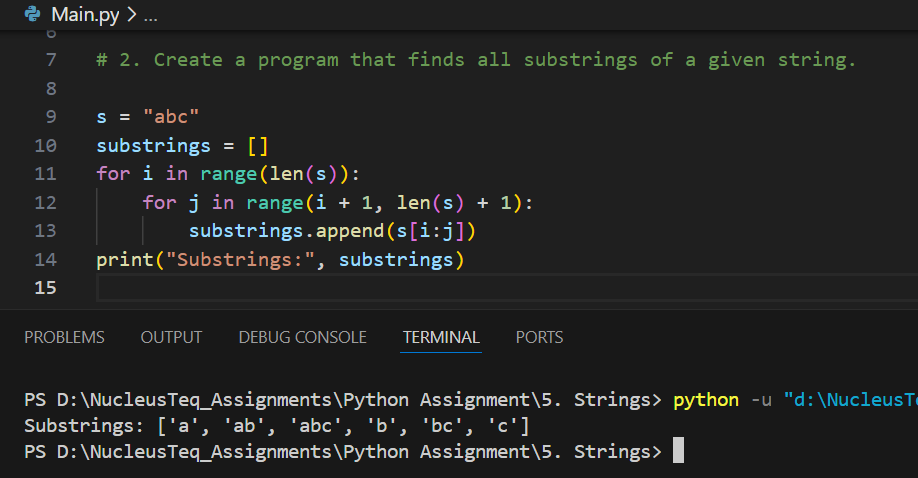 Main.py > ...
6
7 # 2. Create a program that finds all substrings of a given string.
8
9 s = "abc"
10 substrings = []
11 for i in range(len(s)):
12     for j in range(i + 1, len(s) + 1):
13         substrings.append(s[i:j])
14 print("Substrings:", substrings)
15
PROBLEMS OUTPUT DEBUG CONSOLE TERMINAL PORTS
PS D:\NucleusTeq_Assignments\Python Assignment\5. Strings> python -u "d:\NucleusTe
Substrings: ['a', 'ab', 'abc', 'b', 'bc', 'c']
PS D:\NucleusTeq_Assignments\Python Assignment\5. Strings>